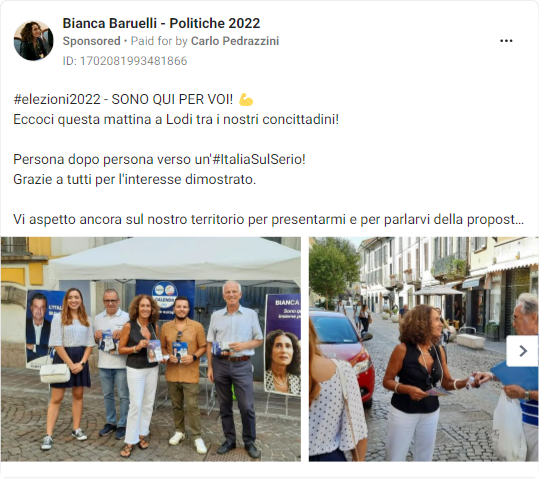 Bianca Baruelli - Politiche 2022
Sponsored • Paid for by Carlo Pedrazzini
ID: 1702081993481866
#elezioni2022 - SONO QUI PER VOI! 💪
Eccoci questa mattina a Lodi tra i nostri concittadini!
Persona dopo persona verso un'#ItaliaSulSerio!
Grazie a tutti per l'interesse dimostrato.
Vi aspetto ancora sul nostro territorio per presentarmi e per parlarvi della propost...
CALENDA
L'ITALIA
BIANCA